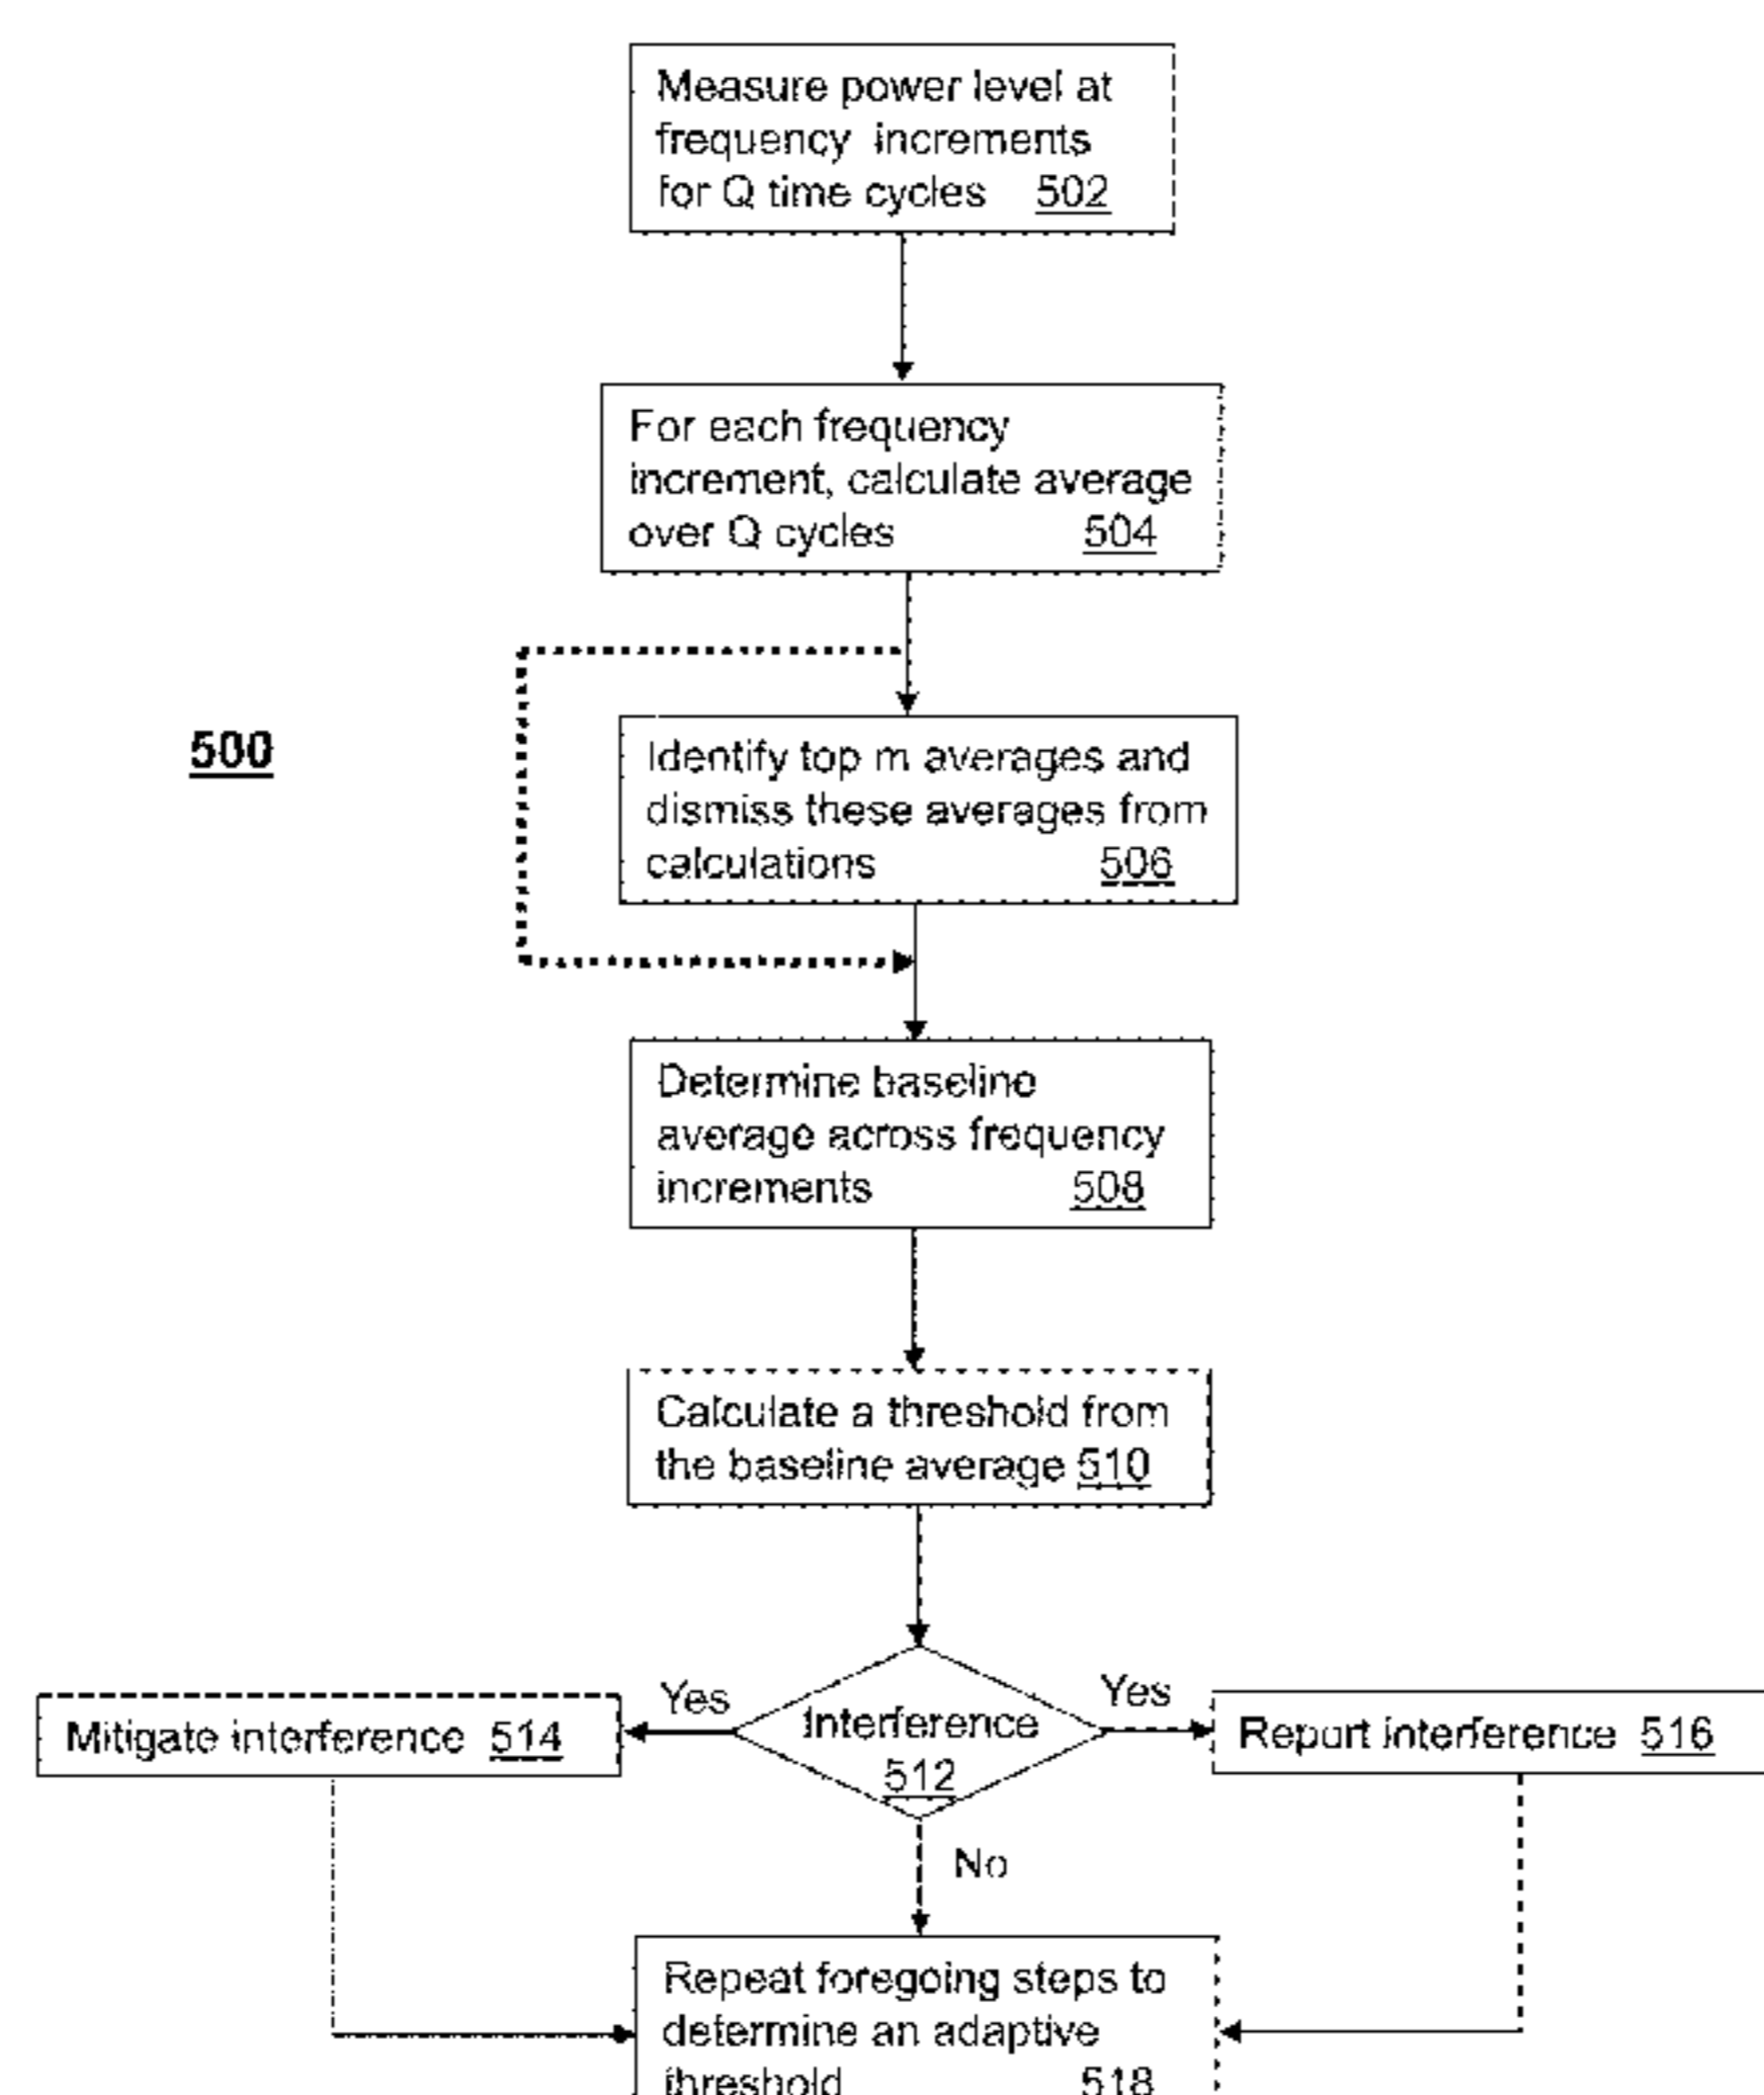 Measure power level at
frequency increments
for Q time cycles 502
For each frequency
increment, calculate average
over Q cycles 504
500
Identify top m averages and
dismiss these averages from
calculations 506
Determine baseline
average across frequency
increments 508
Calculate a threshold from
the baseline average 510
Yes
Yes
Mitigate interference 514
Interference
512
Report interference 516
No
Repeat foregoing steps to
determine an adaptive
threshold 518